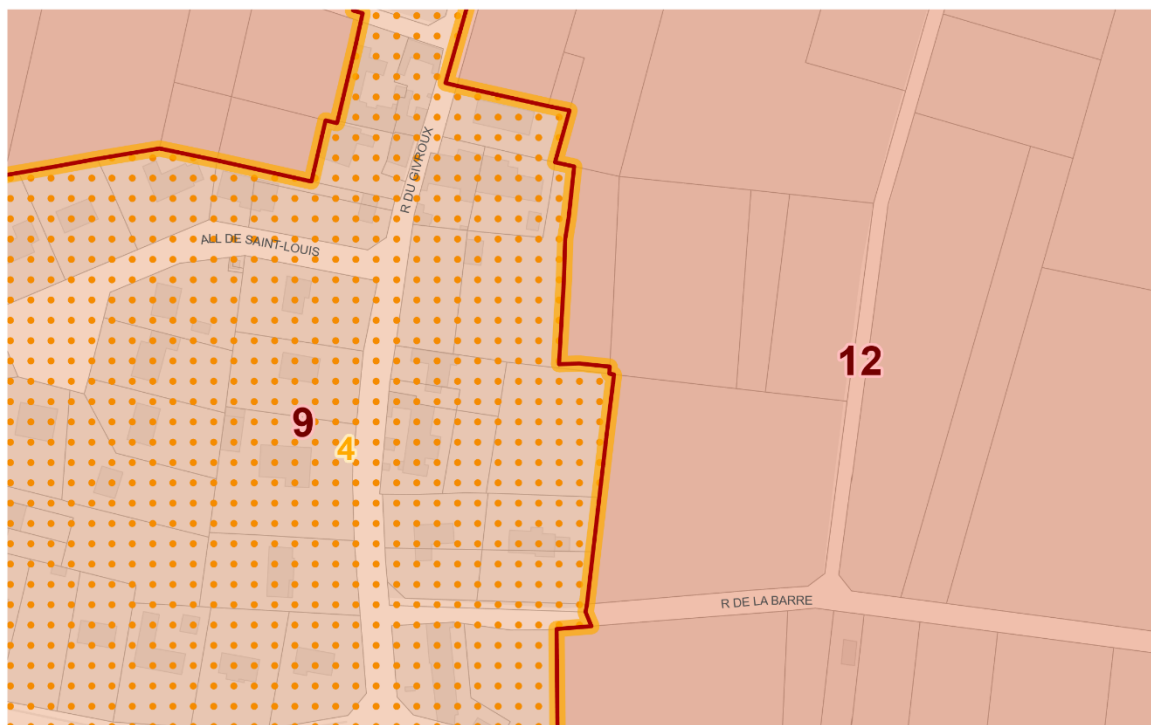 R DU GIVROUX
ALL DE SAINT-LOUIS
12
9
4
R DE LA BARRE